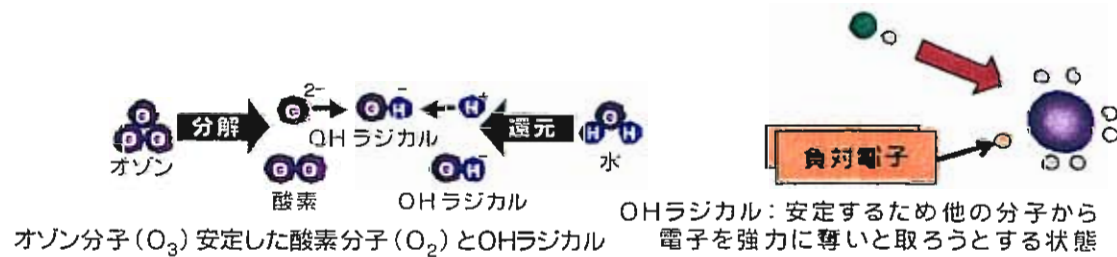 分解
2-
-
+
還元
H
H
H H
オゾン
OHラジカル
水
H
-
酸素
OHラジカル
オゾン分子(O₃)安定した酸素分子(O₂)とOHラジカル
負対電子
OHラジカル:安定するため他の分子から
電子を強力に奪いと取ろうとする状態